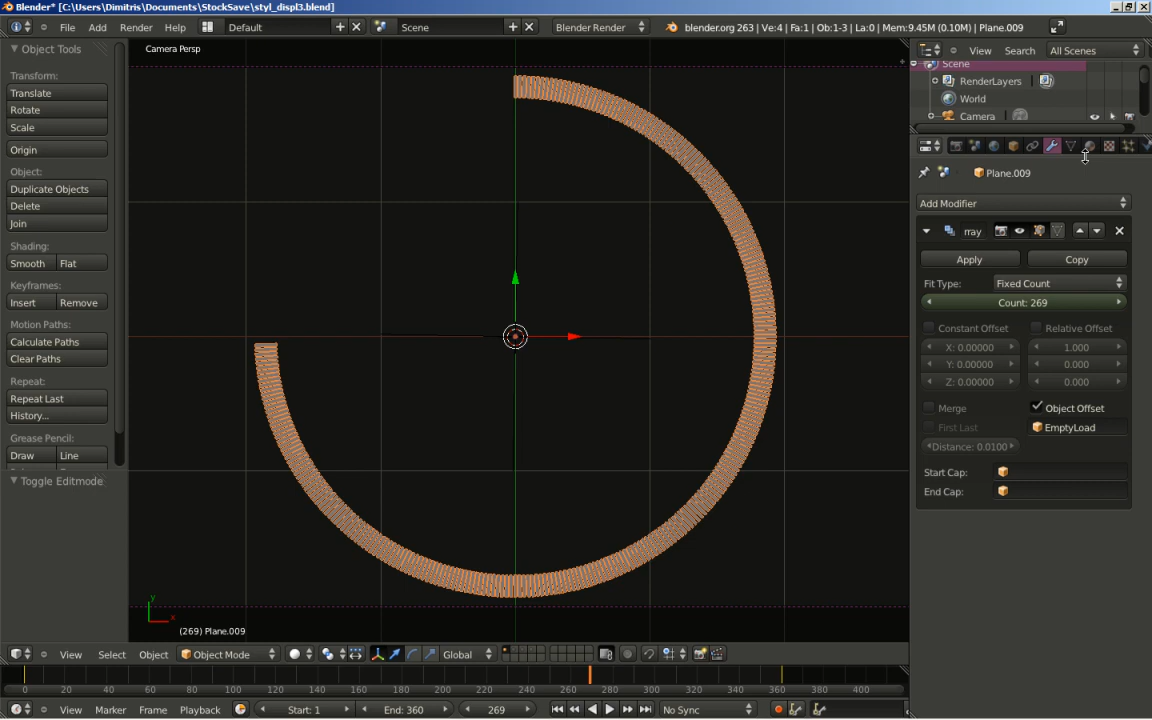 Blender* [C:\Users\Dimitris\Documents\StockSave\styl_displ3.blend]
File Add Render Help Default Scene Blender Render blender.org 263 | Ve:4 | Fa:1 | Ob:1-3 | La:0 | Mem:9.45M (0.10M) | Plane.009
Object Tools
Transform:
Translate
Rotate
Scale
Origin
Object:
Duplicate Objects
Delete
Join
Shading:
Smooth Flat
Keyframes:
Insert Remove
Motion Paths:
Calculate Paths
Clear Paths
Repeat:
Repeat Last
History...
Grease Pencil:
Draw Line
Toggle Editmode
Camera Persp
y
x
(269) Plane.009
View Search All Scenes
Scene
RenderLayers
World
Camera
Plane.009
Add Modifier
rray
Apply Copy
Fit Type: Fixed Count
Count: 269
Constant Offset Relative Offset
X: 0.00000 1.000
Y: 0.00000 0.000
Z: 0.00000 0.000
Merge Object Offset
First Last EmptyLoad
Distance: 0.0100
Start Cap:
End Cap:
View Select Object Object Mode Global
0 20 40 60 80 100 120 140 160 180 200 220 240 260 280 300 320 340 360 380 400
View Marker Frame Playback Start: 1 End: 360 269 No Sync